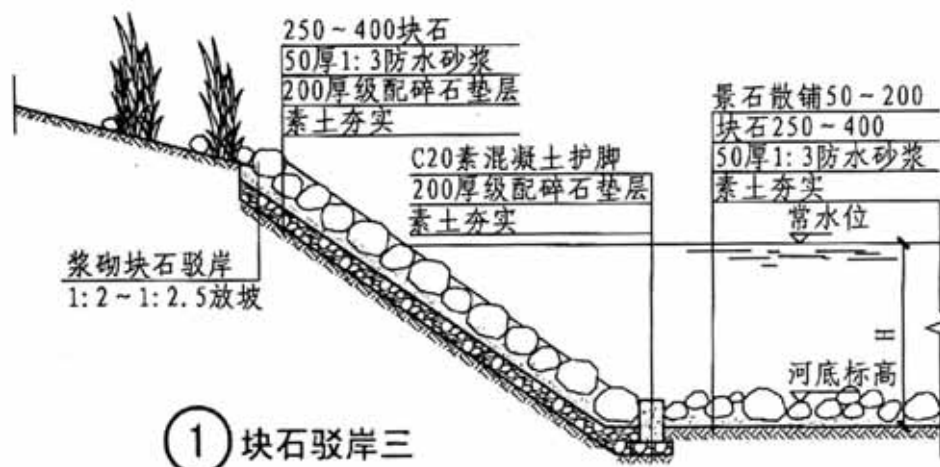 250~400块石
50厚1:3防水砂浆
200厚级配碎石垫层
素土夯实
C20素混凝土护脚
200厚级配碎石垫层
素土夯实
景石散铺50~200
块石250~400
50厚1:3防水砂浆
素土夯实
常水位
浆砌块石驳岸
1:2~1:2.5放坡
H
河底标高
1 块石驳岸三